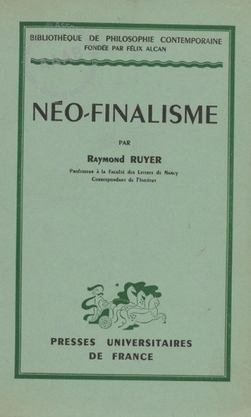 BIBLIOTHÈQUE DE PHILOSOPHIE CONTEMPORAINE
FONDÉE PAR FÉLIX ALCAN
NÉO-FINALISME
PAR
Raymond RUYER
Professeur à la Faculté des Lettres de Nancy
Correspondant de l'Institut
PRESSES UNIVERSITAIRES
DE FRANCE